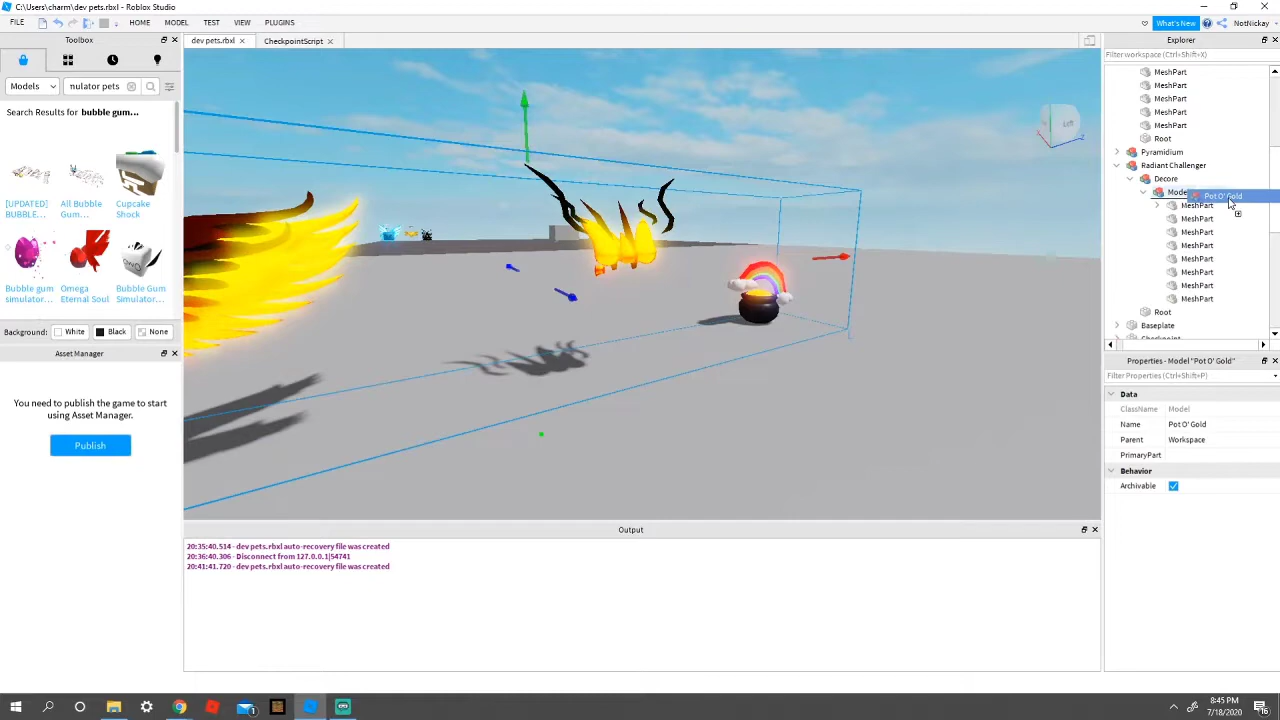 C:\Users\charm\dev pets.rbxl - Roblox Studio
FILE HOME MODEL TEST VIEW PLUGINS
What's New NotNickay
Toolbox
dev pets.rbxl CheckpointScript
Explorer
Filter workspace (Ctrl+Shift+X)
Models nulator pets
Search Results for bubble gum...
[UPDATED] BUBBLE...
All Bubble Gum...
Cupcake Shock
Bubble gum simulator...
Omega Eternal Soul
Bubble Gum Simulator...
Background: White Black None
Asset Manager
You need to publish the game to start
using Asset Manager.
Publish
Left
MeshPart
MeshPart
MeshPart
MeshPart
MeshPart
Root
Pyramidium
Radiant Challenger
Decore
Mode
Pot O' Gold
MeshPart
MeshPart
MeshPart
MeshPart
MeshPart
MeshPart
MeshPart
MeshPart
Root
Baseplate
Checkpoint
Properties - Model "Pot O' Gold"
Filter Properties (Ctrl+Shift+P)
Data
ClassName Model
Name Pot O' Gold
Parent Workspace
PrimaryPart
Behavior
Archivable
Output
20:35:40.514 - dev pets.rbxl auto-recovery file was created
20:36:40.306 - Disconnect from 127.0.0.1|54741
20:41:41.720 - dev pets.rbxl auto-recovery file was created
1
8:45 PM
7/18/2020
16